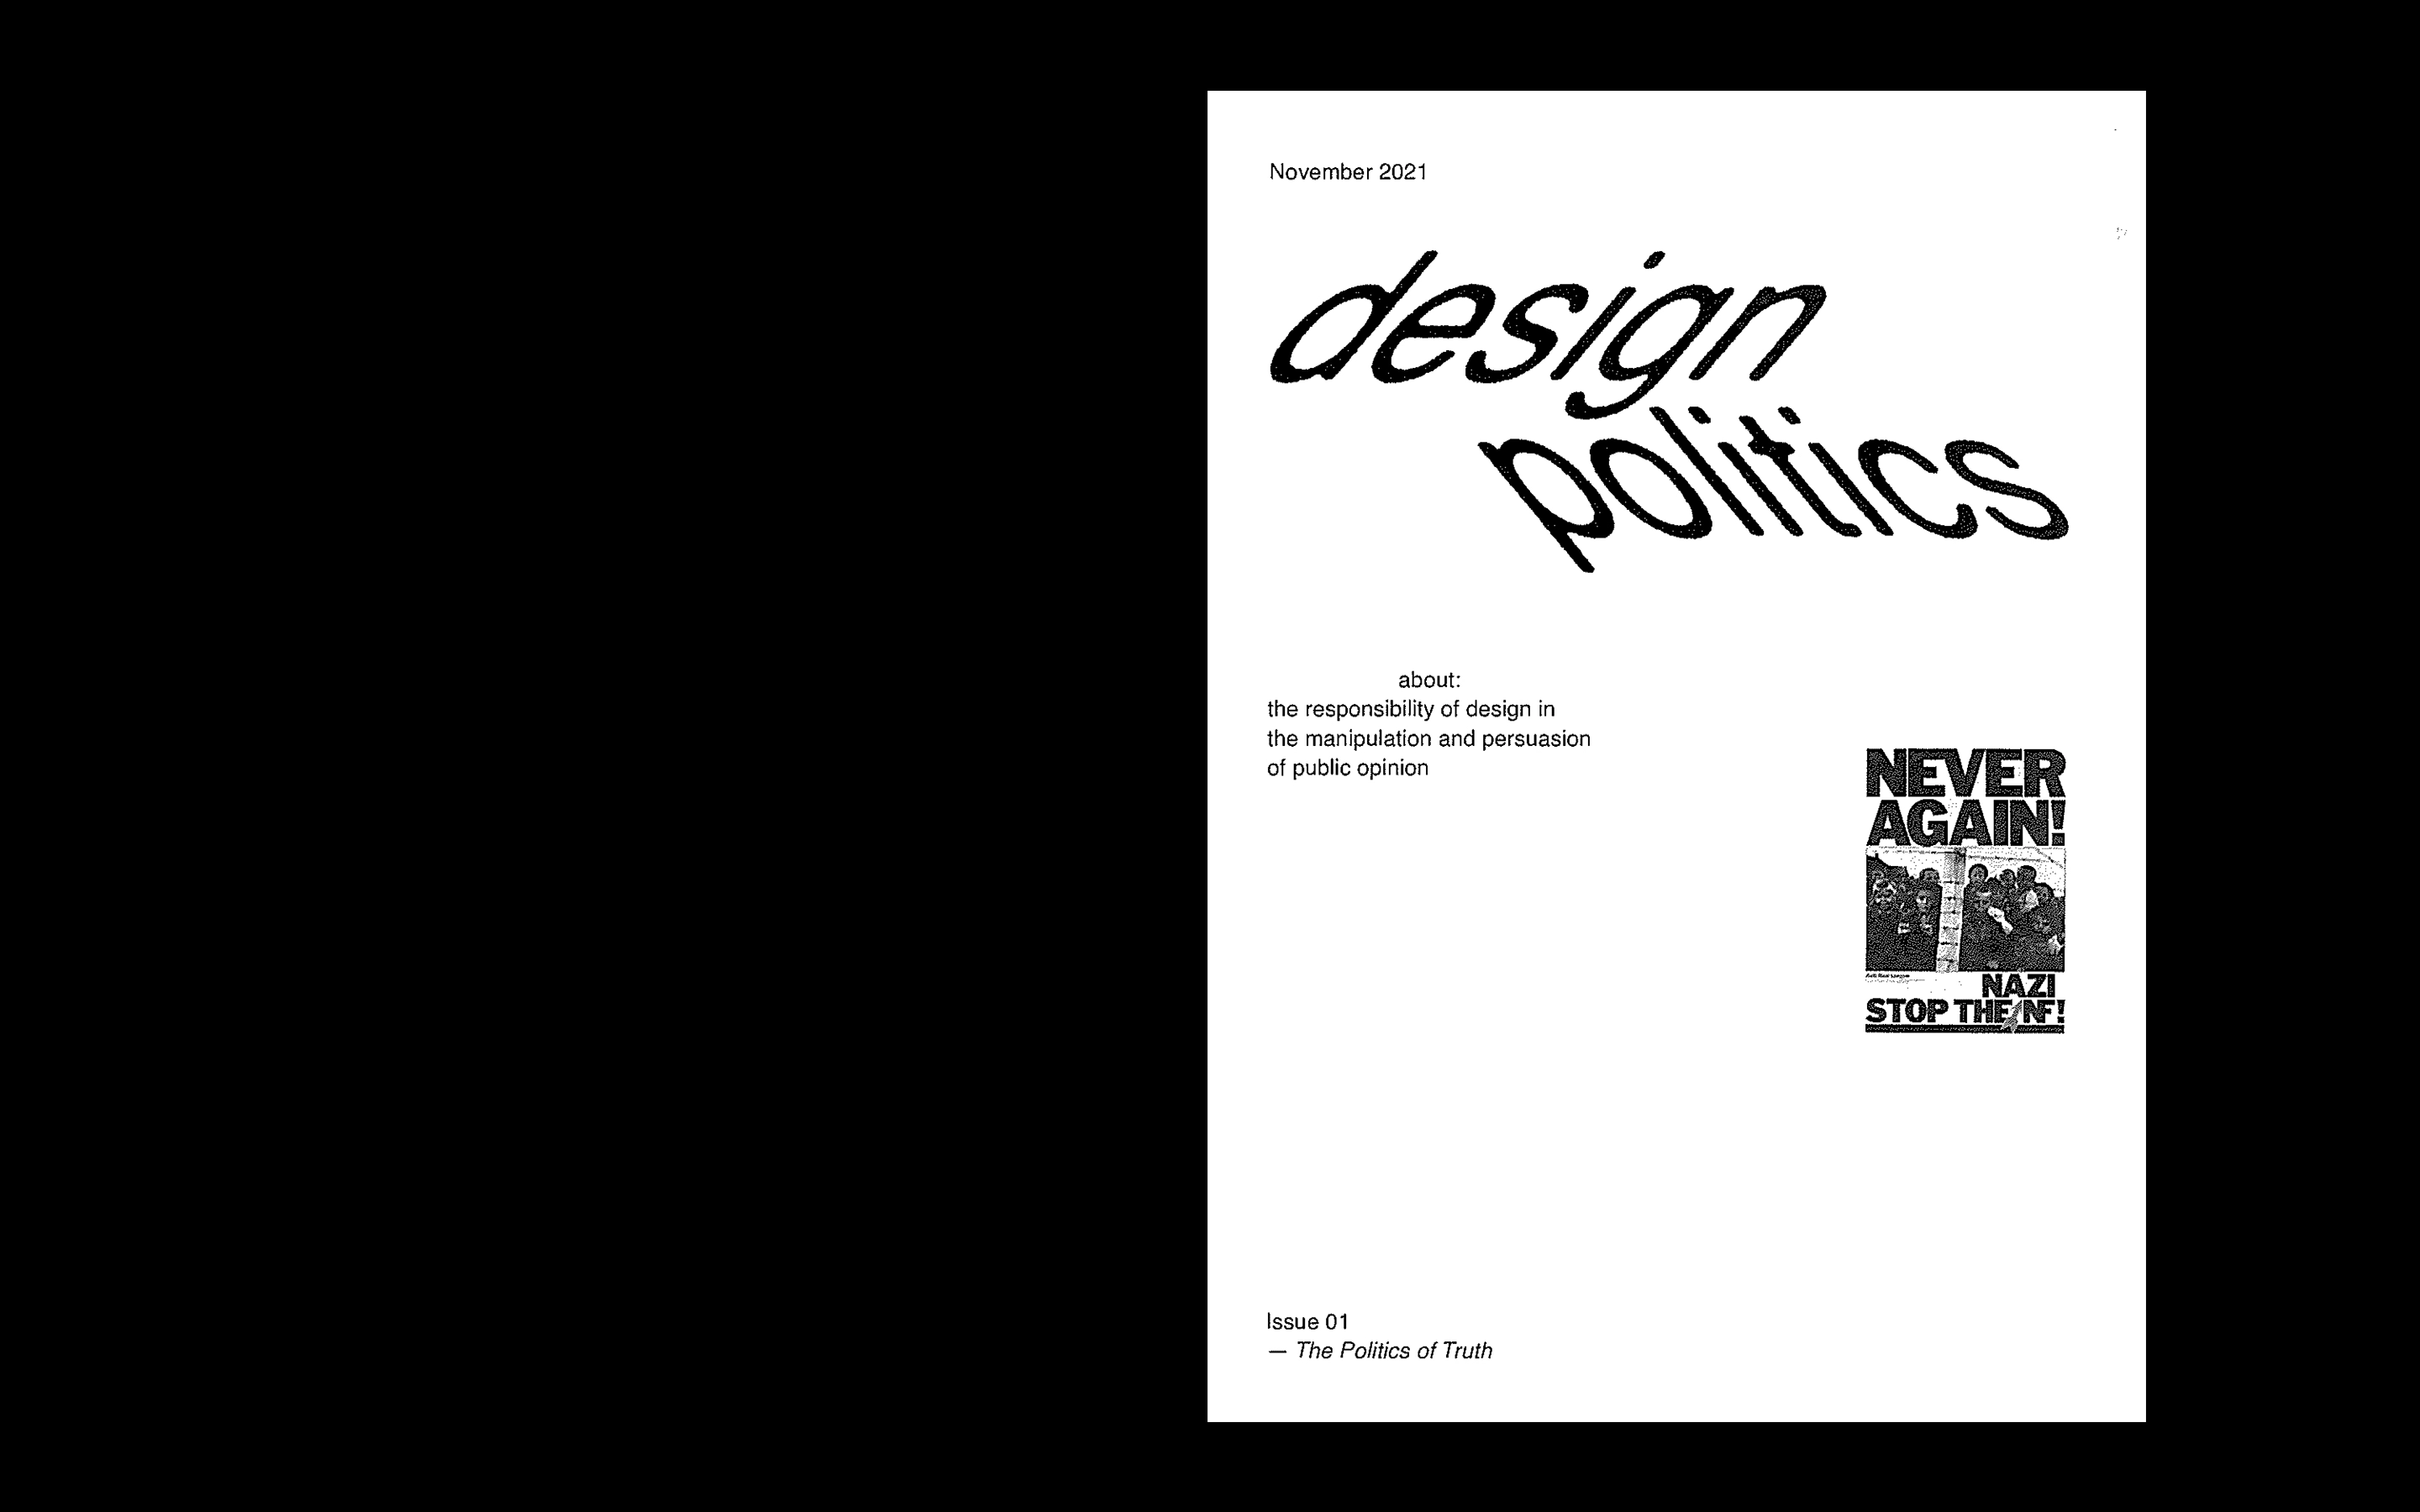 November 2021
design
politics
about:
the responsibility of design in
the manipulation and persuasion
of public opinion
NEVER
AGAIN!
NAZI
STOP THE NF!
Issue 01
— The Politics of Truth